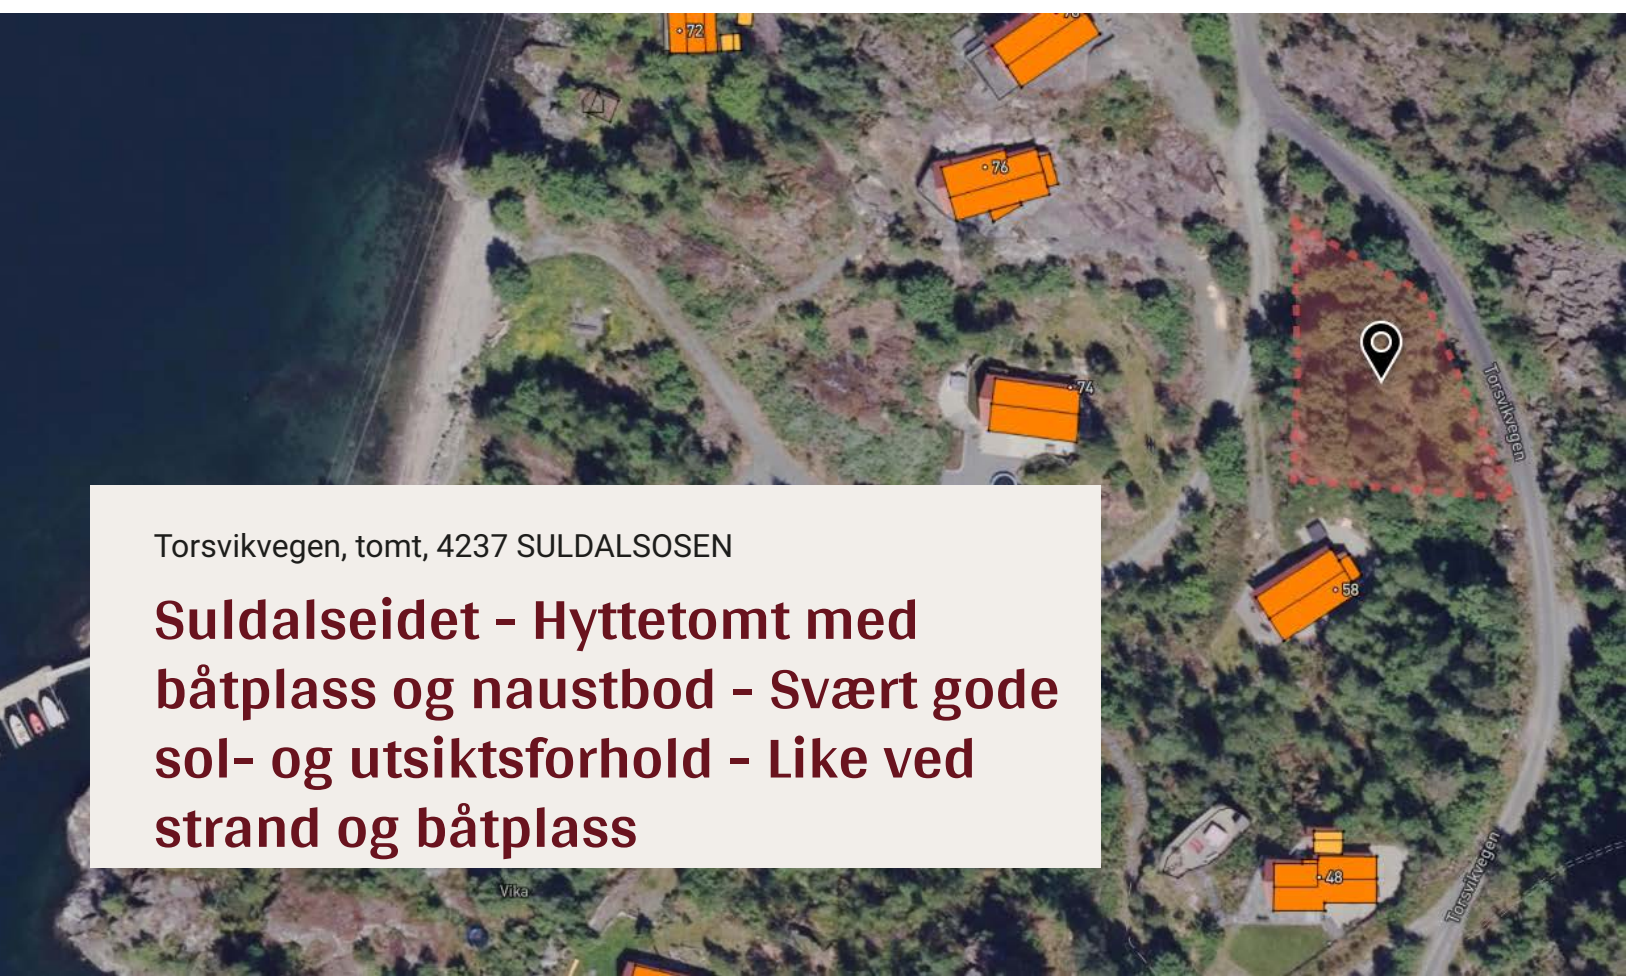 72
76
74
Torsvikvegen
Torsvikvegen, tomt, 4237 SULDALSOSEN
Suldalseidet - Hyttetomt med
båtplass og naustbod - Svært gode
sol- og utsiktsforhold - Like ved
strand og båtplass
58
48
Torsvikvegen
Vika